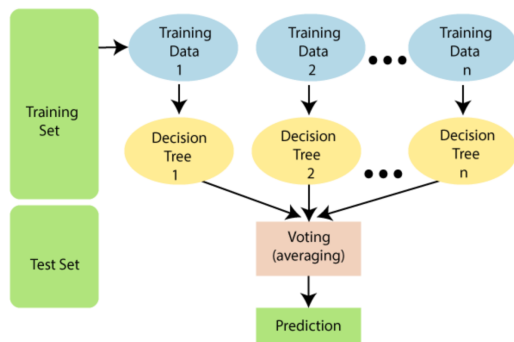 Training
Data
1
Training
Data
2
Training
Data
n
Training
Set
Decision
Tree
1
Decision
Tree
2
Decision
Tree
n
Voting
(averaging)
Test Set
Prediction